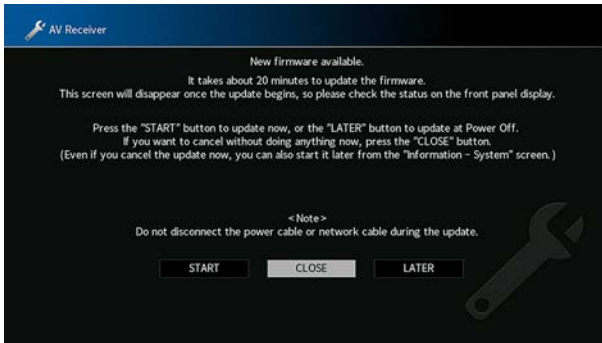 AV Receiver
New firmware available.
It takes about 20 minutes to update the firmware.
This screen will disappear once the update begins, so please check the status on the front panel display.
Press the "START" button to update now, or the "LATER" button to update at Power Off.
If you want to cancel without doing anything now, press the "CLOSE" button.
(Even if you cancel the update now, you can also start it later from the "Information - System" screen.)
<Note>
Do not disconnect the power cable or network cable during the update.
START CLOSE LATER